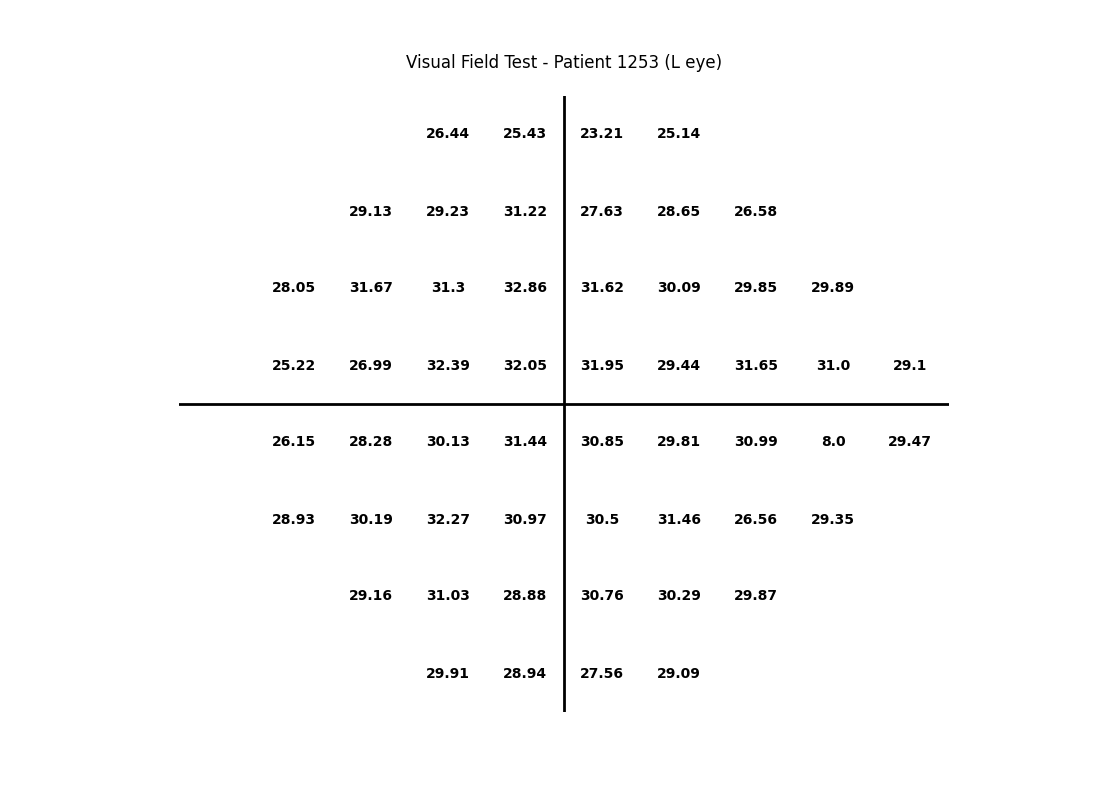 Visual Field Test - Patient 1253 (L eye)
26.44 25.43 23.21 25.14
29.13 29.23 31.22 27.63 28.65 26.58
28.05 31.67 31.3 32.86 31.62 30.09 29.85 29.89
25.22 26.99 32.39 32.05 31.95 29.44 31.65 31.0 29.1
26.15 28.28 30.13 31.44 30.85 29.81 30.99 8.0 29.47
28.93 30.19 32.27 30.97 30.5 31.46 26.56 29.35
29.16 31.03 28.88 30.76 30.29 29.87
29.91 28.94 27.56 29.09